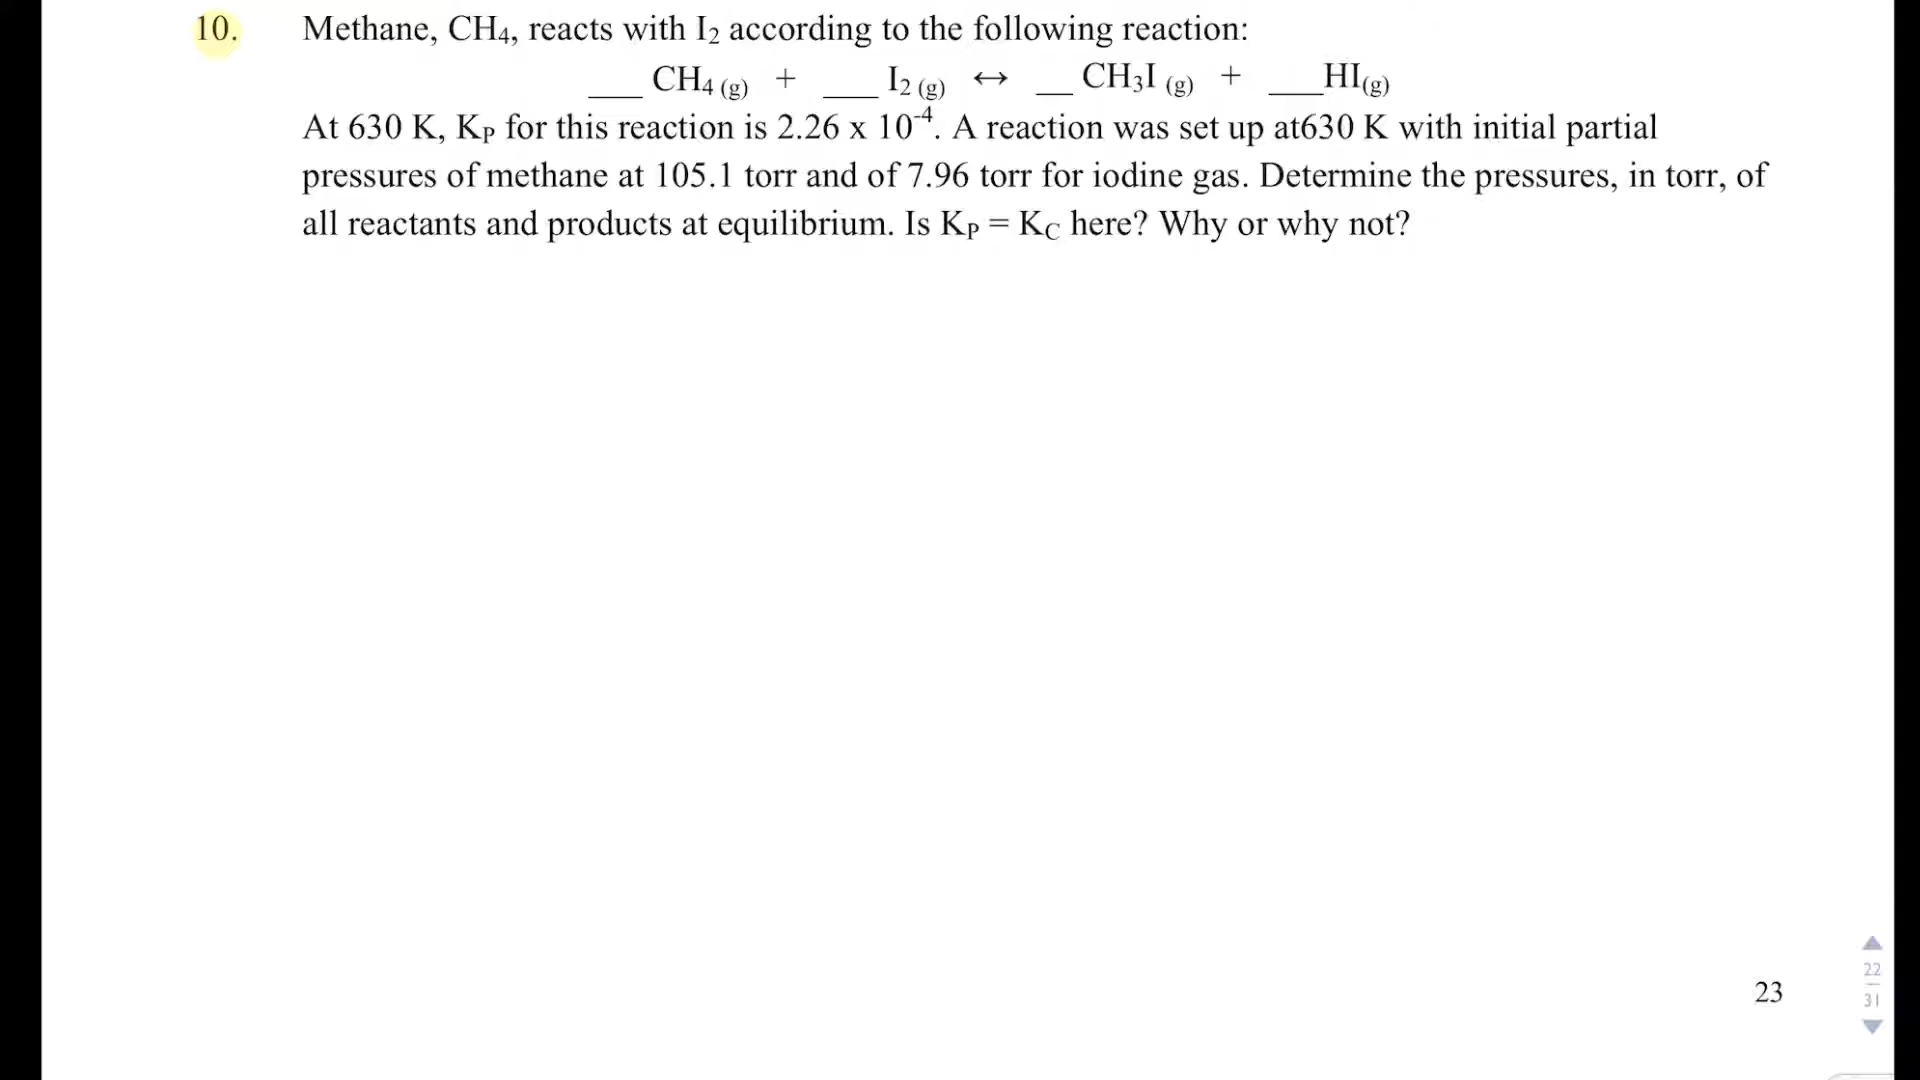 10. Methane, CH₄, reacts with I₂ according to the following reaction:
___ CH₄ (g) + ___ I₂ (g) ↔ __ CH₃I (g) + ___HI(g)
At 630 K, Kₚ for this reaction is 2.26 x 10⁻⁴. A reaction was set up at630 K with initial partial
pressures of methane at 105.1 torr and of 7.96 torr for iodine gas. Determine the pressures, in torr, of
all reactants and products at equilibrium. Is Kₚ = K_C here? Why or why not?
22
31
23